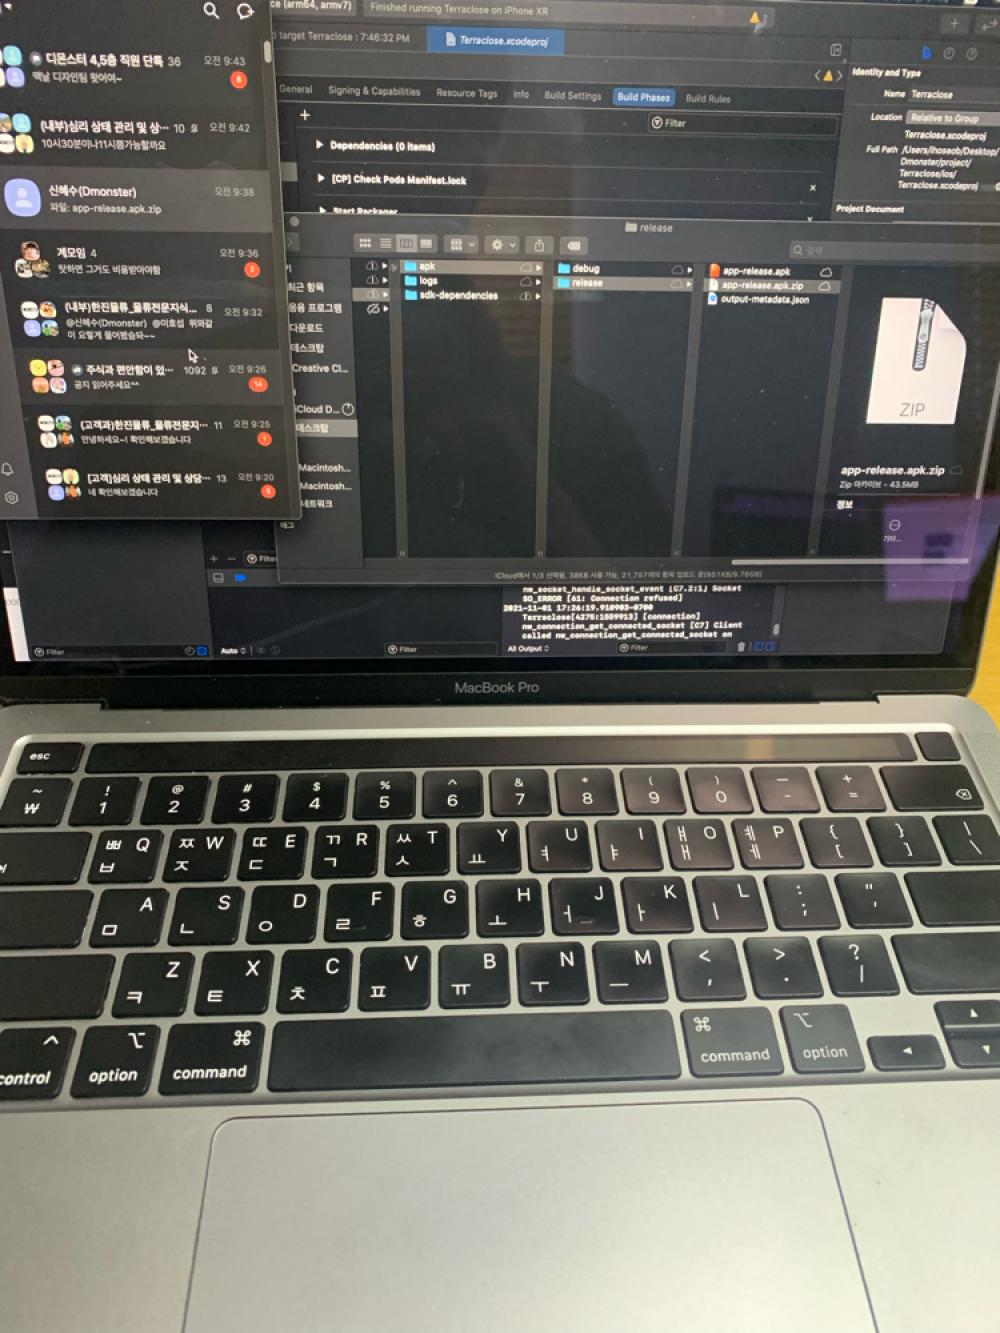 ce (arm64, armv7)
Finished running Terraclose on iPhone XR
target Terraclose : 7:46:32 PM
Terraclose.xcodeproj
General
Signing & Capabilities
Resource Tags
Info
Build Settings
Build Phases
Build Rules
Filter
Dependencies (0 items)
[CP] Check Pods Manifest.lock
Start Packager
Identity and Type
Name Terraclose
Location Relative to Group
Terraclose.xcodeproj
Full Path /Users/ihoseob/Desktop/
Dmonster/project/
Terraclose/ios/
Terraclose.xcodeproj
Project Document
디몬스터 4,5층 직원 단톡 36 오전 9:43
맥날 디자인팀 왓어여~ 8
(내부)심리 상태 관리 및 상... 10 오전 9:42
10시30분이나11시쯤가능할까요
신혜수(Dmonster) 오전 9:38
파일: app-release.apk.zip
계모임 4 오전 9:36
탓하면 그거도 비용받아야함 2
(내부)한진물류_물류전문지식... 8 오전 9:32
@신혜수(Dmonster) @이호섭 위와같
이 요렇게 물어봤습돠~~
주식과 편안함이 있... 1092 오전 9:26
공지 읽어주세요^^ 14
(고객과)한진물류_물류전문지... 11 오전 9:25
안녕하세요~! 확인해보겠습니다 1
[고객]심리 상태 관리 및 상담... 13 오전 9:20
네 확인해보겠습니다 5
release
검색
최근 항목
응용 프로그램
다운로드
데스크탑
Creative Cl...
iCloud D...
데스크탑
Macintosh...
Macintosh...
네트워크
태그
apk
logs
sdk-dependencies
debug
release
app-release.apk
app-release.apk.zip
output-metadata.json
ZIP
app-release.apk.zip
Zip 아카이브 - 43.5MB
정보
기타...
iCloud에서 1/3 선택됨, 38KB 사용 가능, 21,757개의 항목 업로드 중(951KB/9.78GB)
Filter
nw_socket_handle_socket_event [C7.2:1] Socket
SO_ERROR [61: Connection refused]
2021-11-01 17:26:19.910903-0700
Terraclose[4275:1559913] [connection]
nw_connection_get_connected_socket [C7] Client
called nw_connection_get_connected_socket on
Filter
Auto
Filter
All Output
Filter
MacBook Pro
esc
~ ₩ ! 1 @ 2 # 3 $ 4 % 5 ^ 6 & 7 * 8 ( 9 ) 0 _ - + =
ㅃ Q ㅂ ㅉ W ㅈ ㄸ E ㄷ ㄲ R ㄱ ㅆ T ㅅ Y ㅛ U ㅕ I ㅑ ㅒ O ㅐ ㅖ P ㅔ { [ } ] | \
A ㅁ S ㄴ D ㅇ F ㄹ G ㅎ H ㅗ J ㅓ K ㅏ L ㅣ : ; " '
Z ㅋ X ㅌ C ㅊ V ㅍ B ㅠ N ㅜ M ㅡ < , > . ? /
control option command command option